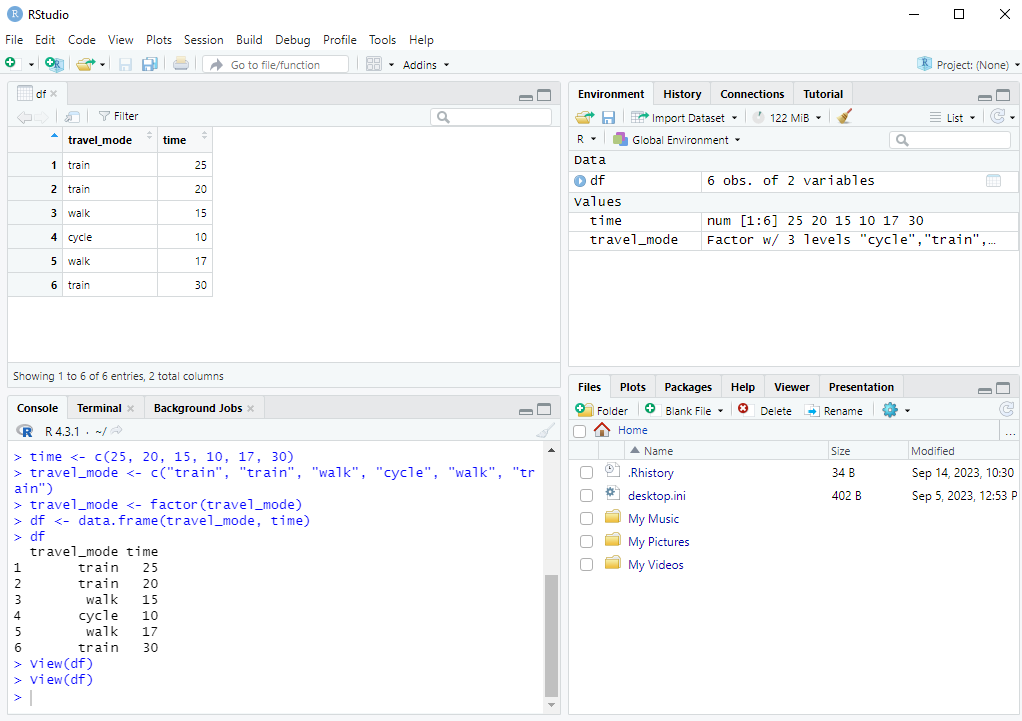 RStudio
File Edit Code View Plots Session Build Debug Profile Tools Help
Go to file/function Addins Project: (None)
df
Filter
travel_mode time
1 train 25
2 train 20
3 walk 15
4 cycle 10
5 walk 17
6 train 30
Showing 1 to 6 of 6 entries, 2 total columns
Console Terminal Background Jobs
R R 4.3.1 · ~/
> time <- c(25, 20, 15, 10, 17, 30)
> travel_mode <- c("train", "train", "walk", "cycle", "walk", "tr
ain")
> travel_mode <- factor(travel_mode)
> df <- data.frame(travel_mode, time)
> df
travel_mode time
1 train 25
2 train 20
3 walk 15
4 cycle 10
5 walk 17
6 train 30
> View(df)
> View(df)
>
Environment History Connections Tutorial
Import Dataset 122 MiB List
R Global Environment
Data
df 6 obs. of 2 variables
Values
time num [1:6] 25 20 15 10 17 30
travel_mode Factor w/ 3 levels "cycle","train",…
Files Plots Packages Help Viewer Presentation
Folder Blank File Delete Rename
Home ...
Name Size Modified
.Rhistory 34 B Sep 14, 2023, 10:30
desktop.ini 402 B Sep 5, 2023, 12:53 P
My Music
My Pictures
My Videos